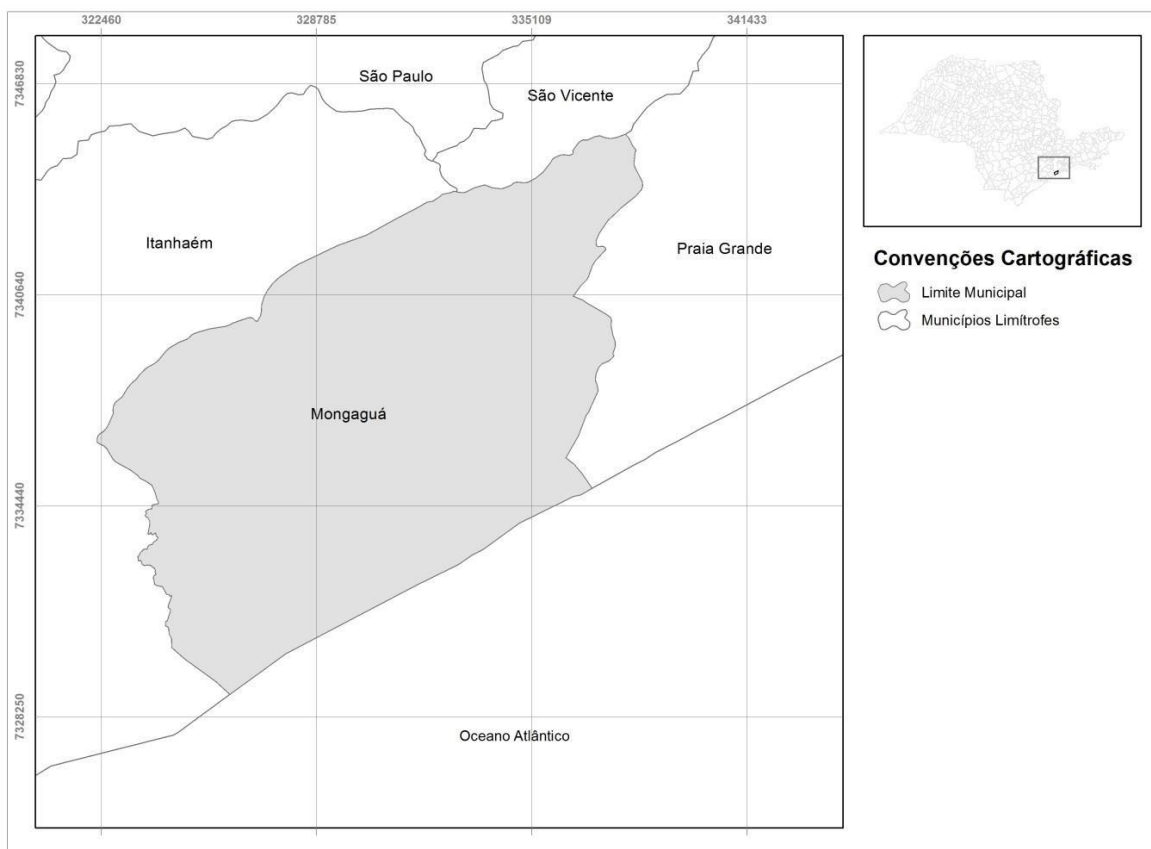 322460 328785 335109 341433
7346830
São Paulo
São Vicente
Itanhaém
Praia Grande
7340640
Mongaguá
7334440
7328250
Oceano Atlântico
Convenções Cartográficas
Limite Municipal
Municípios Limítrofes